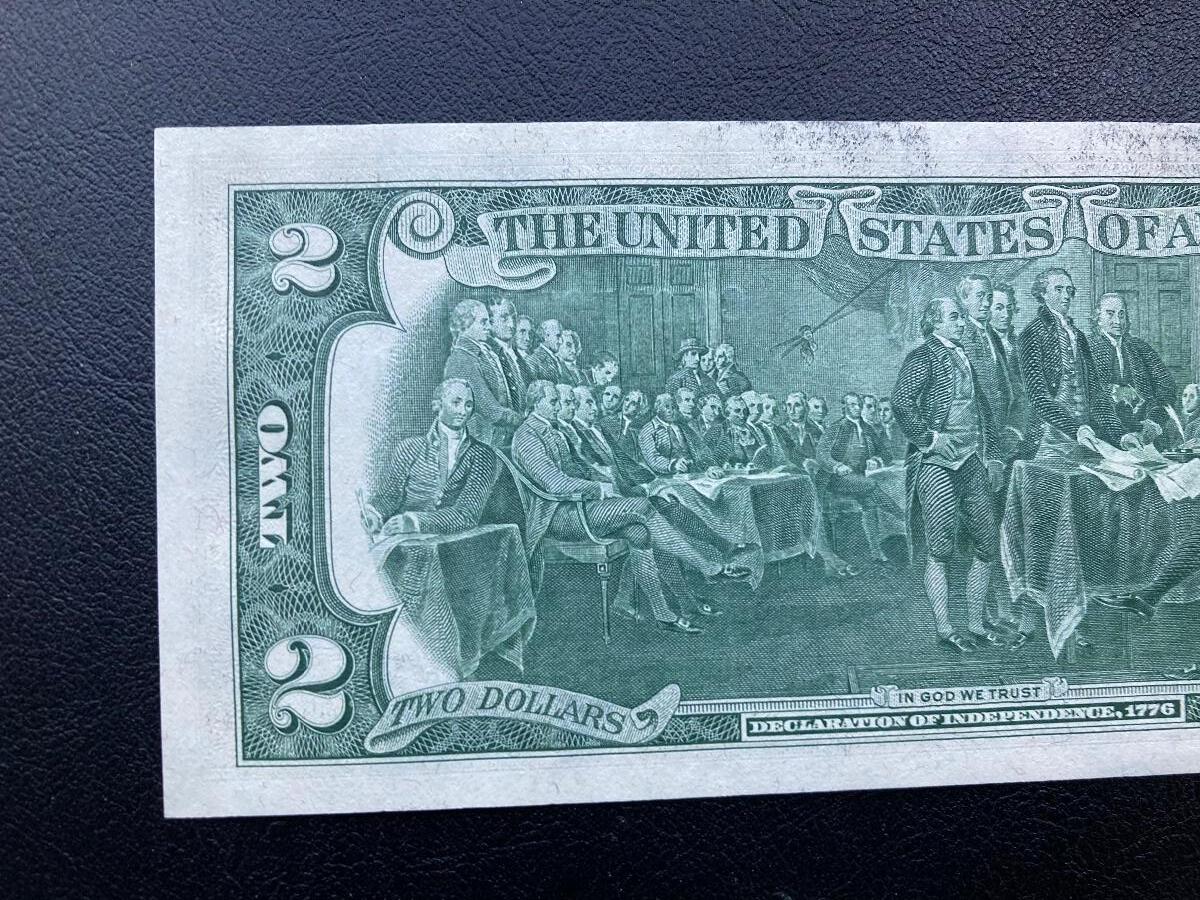 THE UNITED STATES OF A
2
TWO
2
TWO DOLLARS
IN GOD WE TRUST
DECLARATION OF INDEPENDENCE, 1776